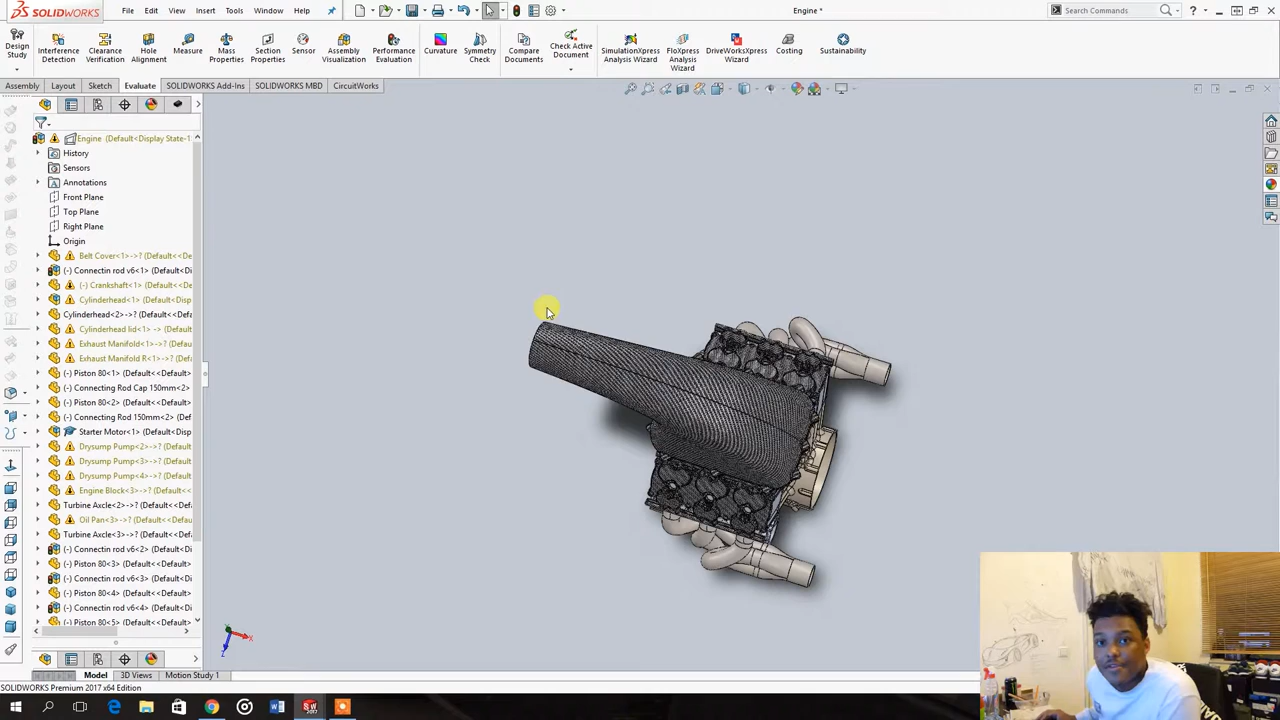 SOLIDWORKS
File Edit View Insert Tools Window Help
Engine *
Search Commands
Design Study
Interference Detection
Clearance Verification
Hole Alignment
Measure
Mass Properties
Section Properties
Sensor
Assembly Visualization
Performance Evaluation
Curvature
Symmetry Check
Compare Documents
Check Active Document
SimulationXpress Analysis Wizard
FloXpress Analysis Wizard
DriveWorksXpress Wizard
Costing
Sustainability
Assembly Layout Sketch Evaluate SOLIDWORKS Add-Ins SOLIDWORKS MBD CircuitWorks
Engine (Default<Display State-1
History
Sensors
Annotations
Front Plane
Top Plane
Right Plane
Origin
Belt Cover<1>->? (Default<<De
(-) Connectin rod v6<1> (Default<Di
(-) Crankshaft<1> (Default<Di
Cylinderhead<1> (Default<Disp
Cylinderhead<2>->? (Default<<D
Cylinderhead lid<1> ->
Exhaust Manifold<1>->? (Defa
Exhaust Manifold R<1>->? (Def
(-) Piston 80<1> (Default<<Default>
(-) Connecting Rod Cap 150mm<2>
(-) Piston 80<2> (Default<<Default>
(-) Connecting Rod 150mm<2>
Starter Motor<1> (Default<Disp
Drysump Pump<2>->? (Default
Drysump Pump<3>->? (Default
Drysump Pump<4>->? (Default
Engine Block<3>->? (Default<D
Turbine Axcle<2>->? (Default<<Def
Oil Pan<3>->? (Default<<Defau
Turbine Axcle<3>->? (Default<<Def
(-) Connectin rod v6<2> (Default<Di
(-) Piston 80<3> (Default<<Default>
(-) Connectin rod v6<3> (Default<Di
(-) Piston 80<4> (Default<<Default>
(-) Connectin rod v6<4> (Default<Di
(-) Piston 80<5> (Default<<Default>
Model 3D Views Motion Study 1
SOLIDWORKS Premium 2017 x64 Edition